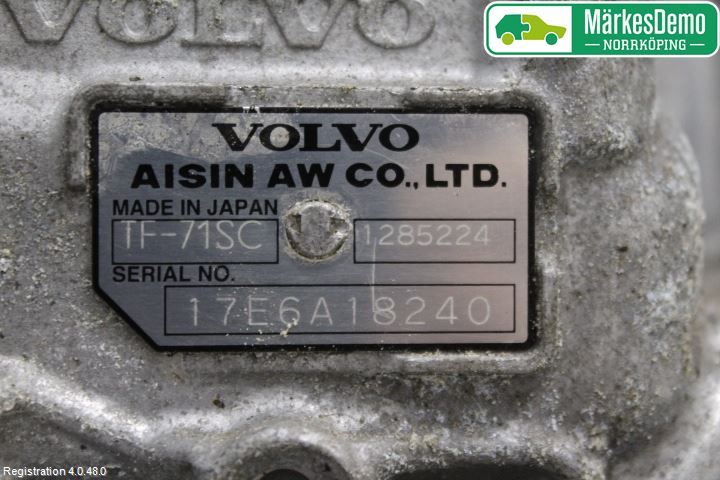 VOLVO
MärkesDemo
NORRKÖPING
VOLVO
AISIN AW CO.,LTD.
MADE IN JAPAN
TF-71SC 1285224
SERIAL NO.
17E6A18240
Registration 4.0.48.0